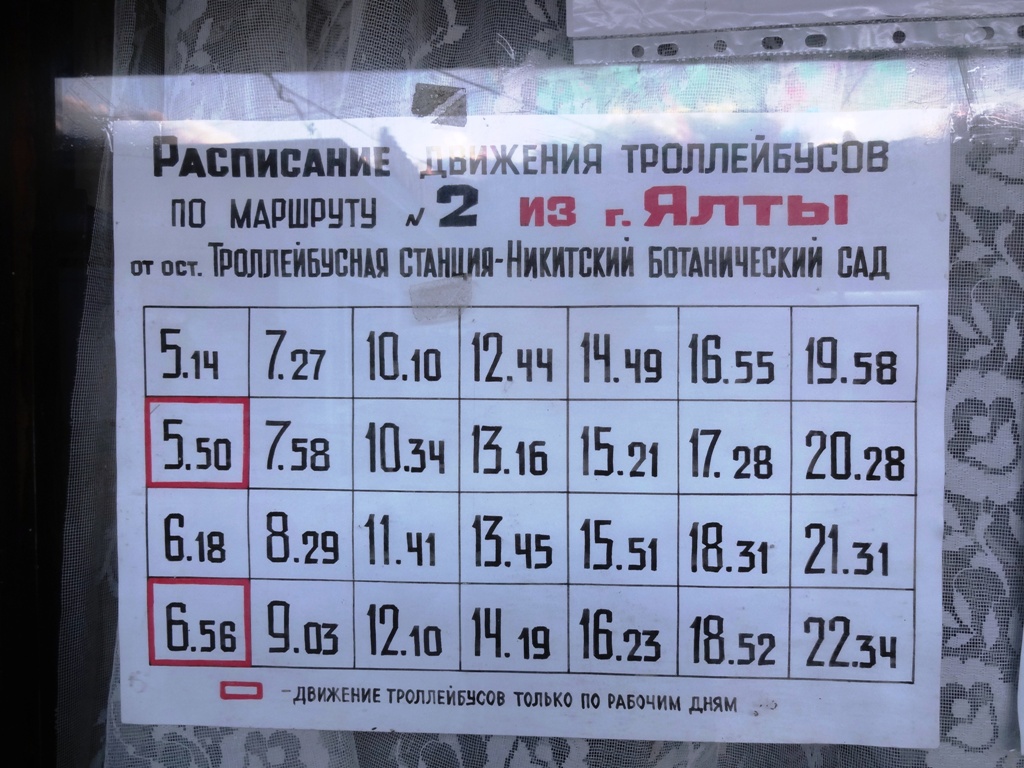 РАСПИСАНИЕ ДВИЖЕНИЯ ТРОЛЛЕЙБУСОВ
ПО МАРШРУТУ N 2 ИЗ г. ЯЛТЫ
ОТ ОСТ. ТРОЛЛЕЙБУСНАЯ СТАНЦИЯ-НИКИТСКИЙ БОТАНИЧЕСКИЙ САД
5.14 7.27 10.10 12.44 14.49 16.55 19.58
5.50 7.58 10.34 13.16 15.21 17.28 20.28
6.18 8.29 11.41 13.45 15.51 18.31 21.31
6.56 9.03 12.10 14.19 16.23 18.52 22.34
-ДВИЖЕНИЕ ТРОЛЛЕЙБУСОВ ТОЛЬКО ПО РАБОЧИМ ДНЯМ